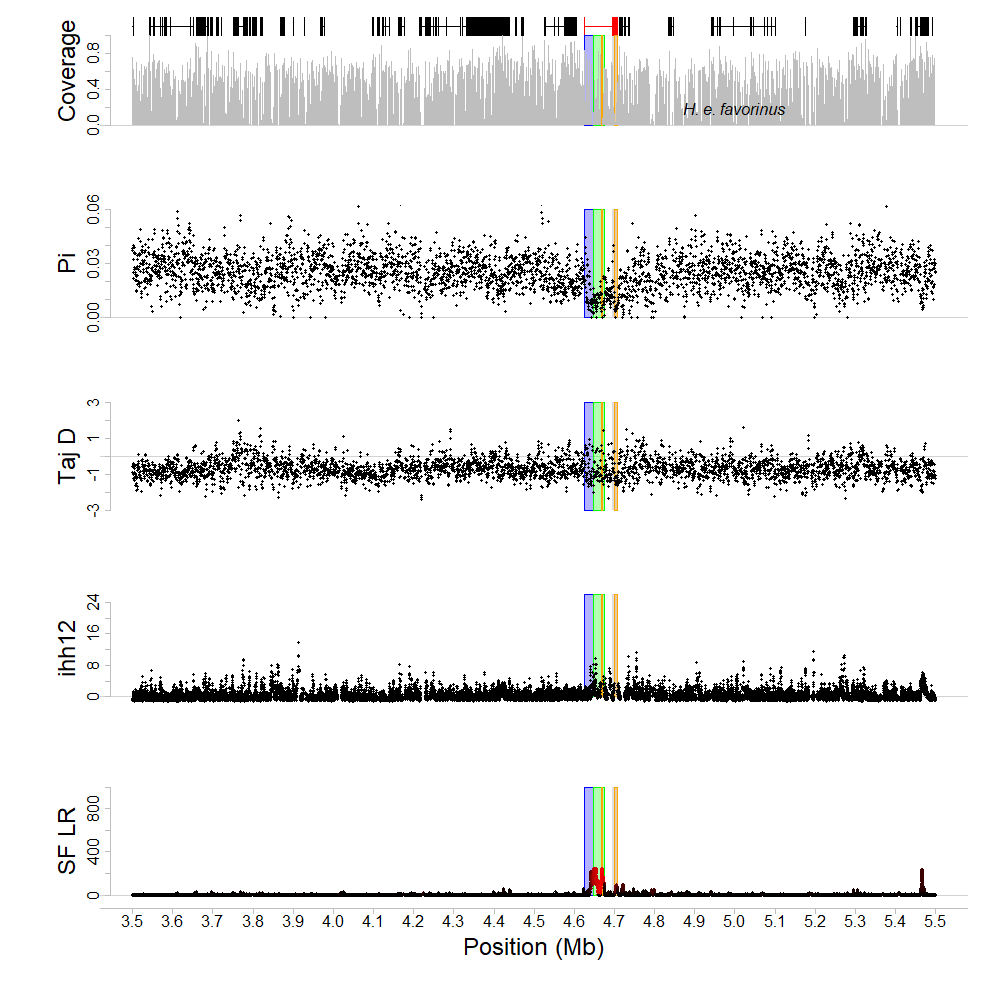 Coverage
0.0 0.4 0.8
H. e. favorinus
Pi
0.00 0.03 0.06
Taj D
-3 -1 1 3
ihh12
0 8 16 24
SF LR
0 400 800
3.5 3.6 3.7 3.8 3.9 4.0 4.1 4.2 4.3 4.4 4.5 4.6 4.7 4.8 4.9 5.0 5.1 5.2 5.3 5.4 5.5
Position (Mb)